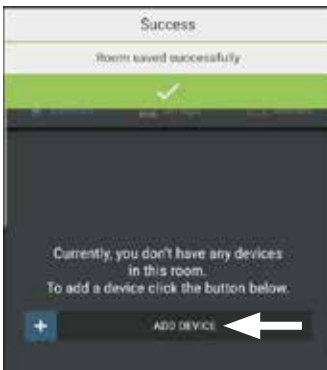 Success
Room saved successfully
Currently, you don't have any devices
in this room.
To add a device click the button below.
+ ADD DEVICE